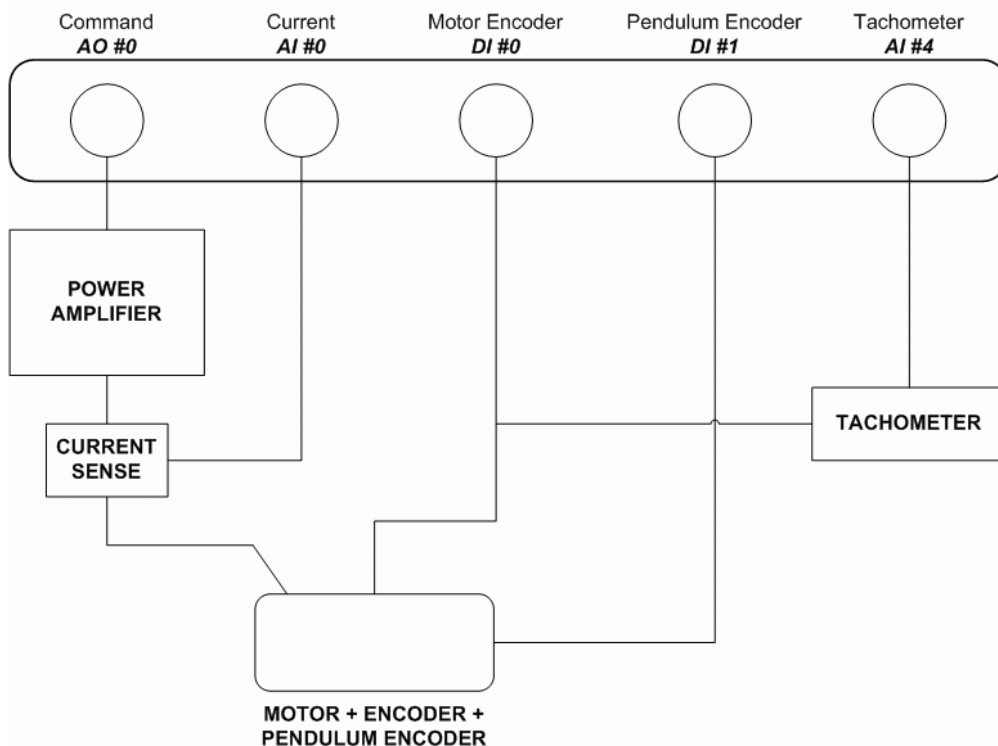 Command
AO #0
Current
AI #0
Motor Encoder
DI #0
Pendulum Encoder
DI #1
Tachometer
AI #4
POWER
AMPLIFIER
CURRENT
SENSE
TACHOMETER
MOTOR + ENCODER +
PENDULUM ENCODER